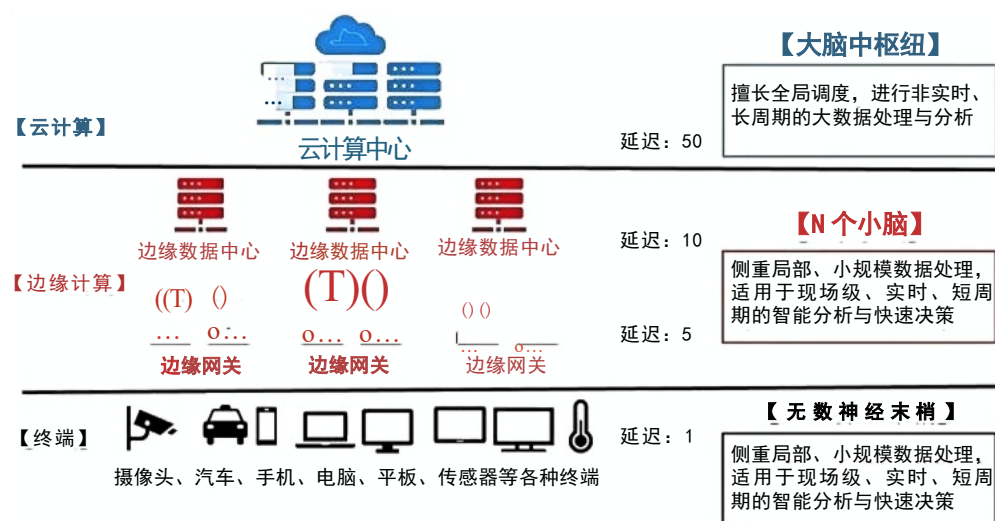 【大脑中枢纽】
擅长全局调度，进行非实时、
长周期的大数据处理与分析
【云计算】
云计算中心
延迟：50
边缘数据中心
边缘数据中心
边缘数据中心
延迟：10
【N个小脑】
【边缘计算】
((T) ()
(T)()
() ()
侧重局部、小规模数据处理，
适用于现场级、实时、短周
期的智能分析与快速决策
… o…
o… o…
… o…
延迟：5
边缘网关
边缘网关
边缘网关
【无数神经末梢】
【终端】
延迟：1
摄像头、汽车、手机、电脑、平板、传感器等各种终端
侧重局部、小规模数据处理，
适用于现场级、实时、短周
期的智能分析与快速决策